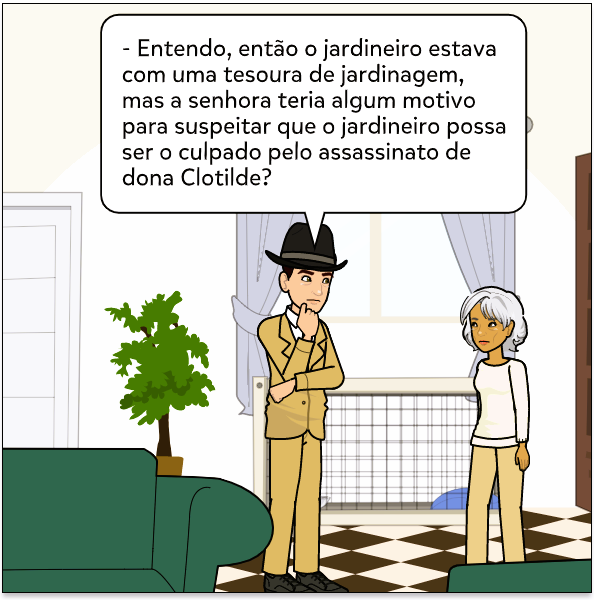 - Entendo, então o jardineiro estava
com uma tesoura de jardinagem,
mas a senhora teria algum motivo
para suspeitar que o jardineiro possa
ser o culpado pelo assassinato de
dona Clotilde?